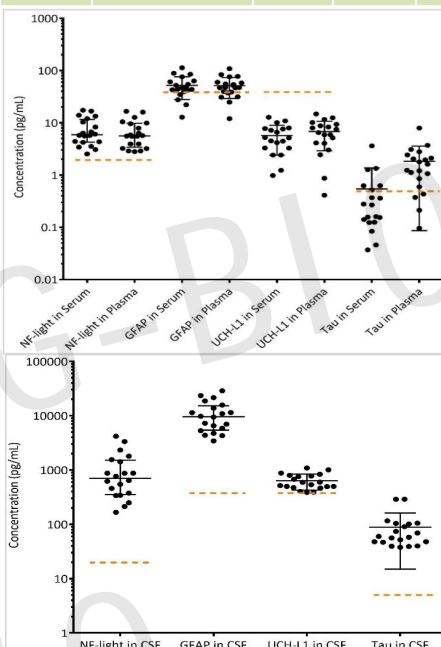 1000
100
10
1
0.1
0.01
Concentration (pg/mL)
NF-light in Serum
NF-light in Plasma
GFAP in Serum
GFAP in Plasma
UCH-L1 in Serum
UCH-L1 in Plasma
Tau in Serum
Tau in Plasma
100000
10000
1000
100
10
1
Concentration (pg/mL)
NF-light in CSF
GFAP in CSF
UCH-L1 in CSF
Tau in CSF
G-BIO